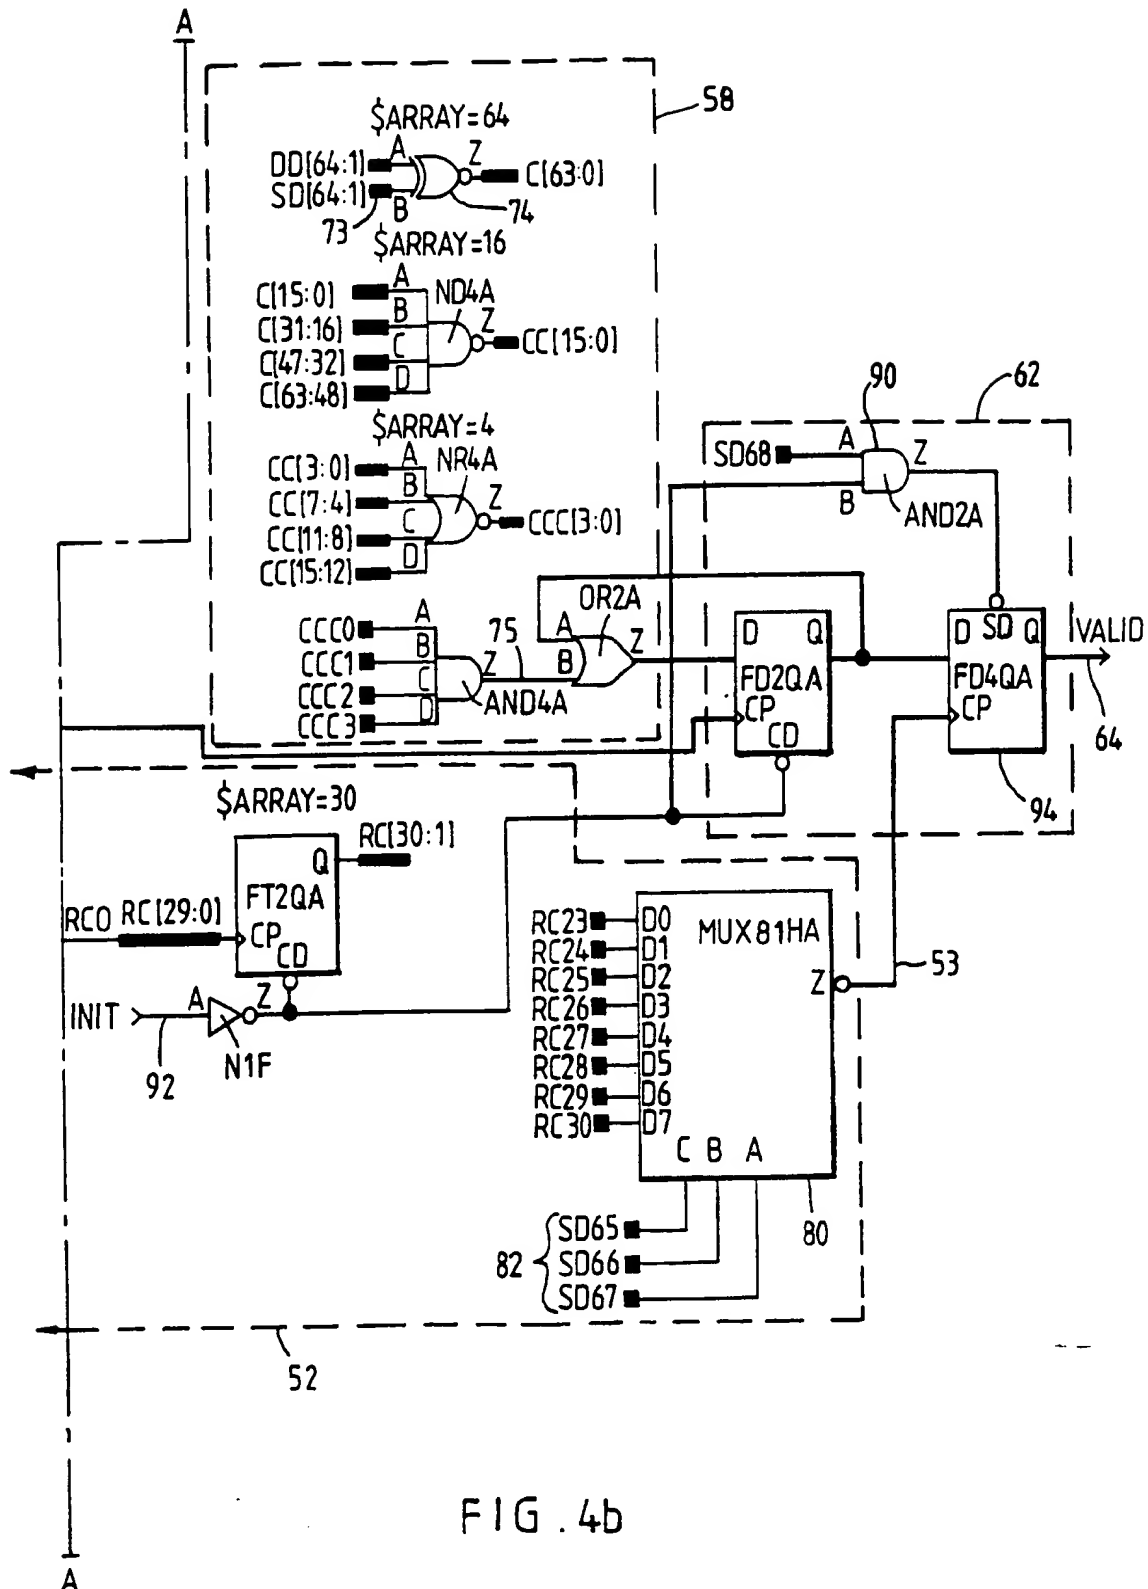 A
58
$ARRAY=64
DD[64:1]
A
Z
C[63:0]
SD[64:1]
B
73
74
$ARRAY=16
C[15:0]
A
ND4A
C[31:16]
B
Z
CC[15:0]
C[47:32]
C
C[63:48]
D
$ARRAY=4
CC[3:0]
A
NR4A
CC[7:4]
B
Z
CCC[3:0]
CC[11:8]
C
CC[15:12]
D
CCC0
A
CCC1
B
Z
CCC2
C
AND4A
CCC3
D
75
OR2A
A
B
Z
90
62
SD68
A
Z
B
AND2A
D
Q
FD2QA
CP
CD
D
SD
Q
FD4QA
CP
VALID
64
94
$ARRAY=30
RC[30:1]
Q
FT2QA
RC0
RC[29:0]
CP
CD
INIT
A
Z
N1F
92
53
MUX81HA
RC23
D0
RC24
D1
RC25
D2
RC26
D3
RC27
D4
RC28
D5
RC29
D6
RC30
D7
Z
C B A
80
82
SD65
SD66
SD67
52
FIG. 4b
A